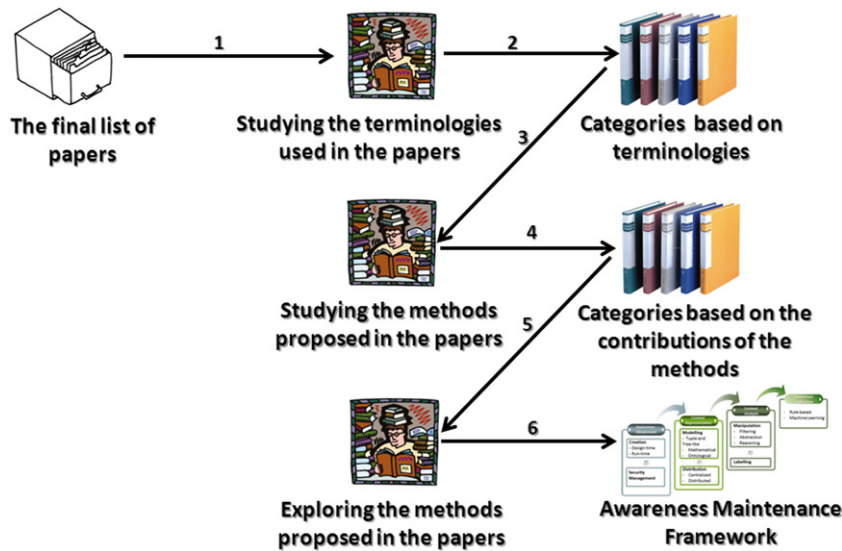 1
2
The final list of
papers
Studying the terminologies
used in the papers
Categories based on
terminologies
3
4
Studying the methods
proposed in the papers
Categories based on the
contributions of the
methods
5
6
Creation
- Design-time
- Run-time
Security
Management
Modelling
- Tuple and
Tree-like
- Mathematical
- Ontological
Distribution
- Centralized
- Distributed
Context
Manipulation
- Filtering
- Abstraction
- Reasoning
Labelling
- Rule-based
- Machine Learning
Exploring the methods
proposed in the papers
Awareness Maintenance
Framework